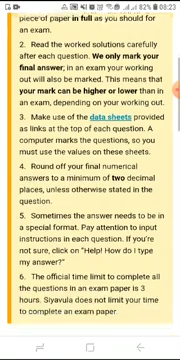 08:23
piece of paper in full as you should for
an exam.
2. Read the worked solutions carefully
after each question. We only mark your
final answer; in an exam your working
out will also be marked. This means that
your mark can be higher or lower than in
an exam, depending on your working out.
3. Make use of the data sheets provided
as links at the top of each question. A
computer marks the questions, so you
must use the values on these sheets.
4. Round off your final numerical
answers to a minimum of two decimal
places, unless otherwise stated in the
question.
5. Sometimes the answer needs to be in
a special format. Pay attention to input
instructions in each question. If you're
not sure, click on "Help! How do I type
my answer?"
6. The official time limit to complete all
the questions in an exam paper is 3
hours. Siyavula does not limit your time
to complete an exam paper.